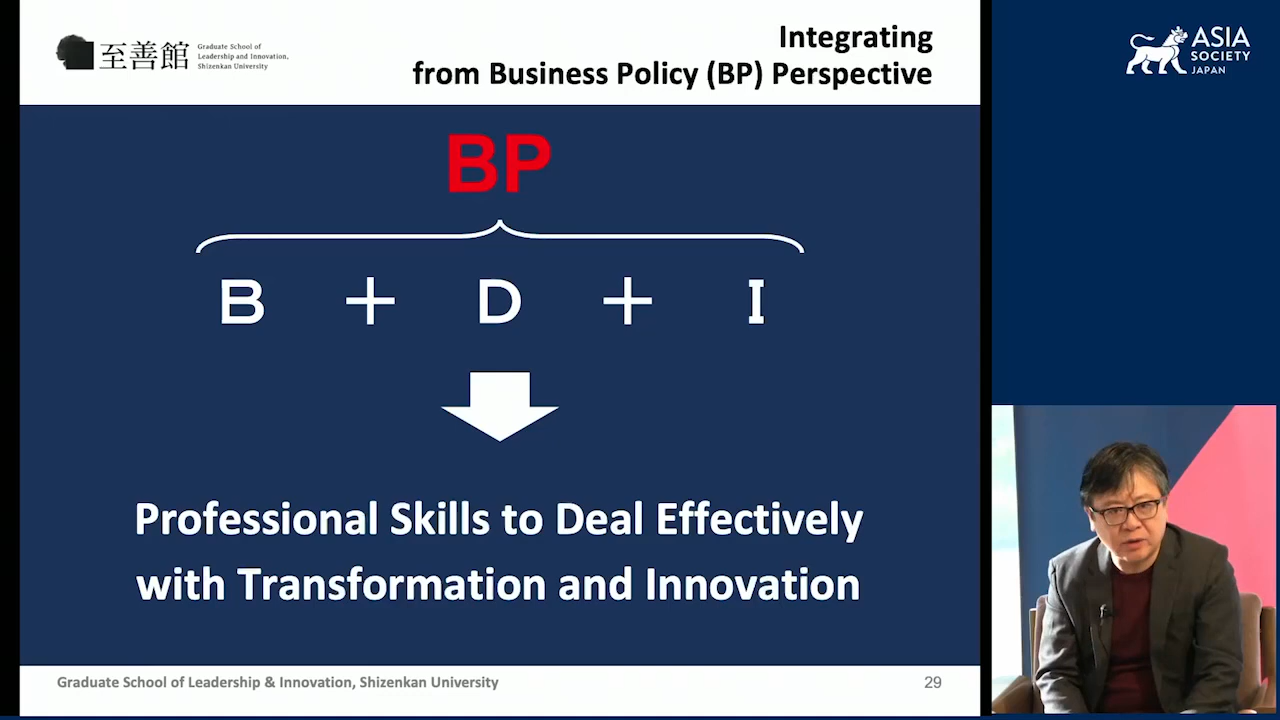 至善館
Graduate School of
Leadership and Innovation,
Shizenkan University
Integrating
from Business Policy (BP) Perspective
ASIA
SOCIETY
JAPAN
BP
B + D + I
Professional Skills to Deal Effectively
with Transformation and Innovation
Graduate School of Leadership & Innovation, Shizenkan University
29